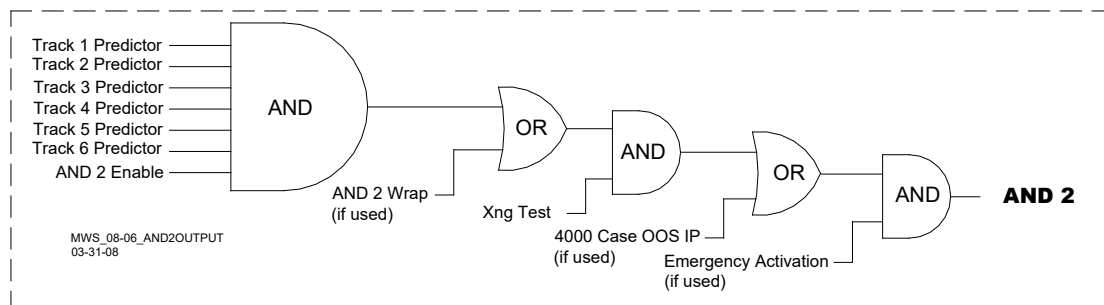 Track 1 Predictor
Track 2 Predictor
Track 3 Predictor
Track 4 Predictor
Track 5 Predictor
Track 6 Predictor
AND 2 Enable
AND
AND 2 Wrap
(if used)
OR
Xng Test
AND
4000 Case OOS IP
(if used)
OR
Emergency Activation
(if used)
AND
AND 2
MWS_08-06_AND2OUTPUT
03-31-08